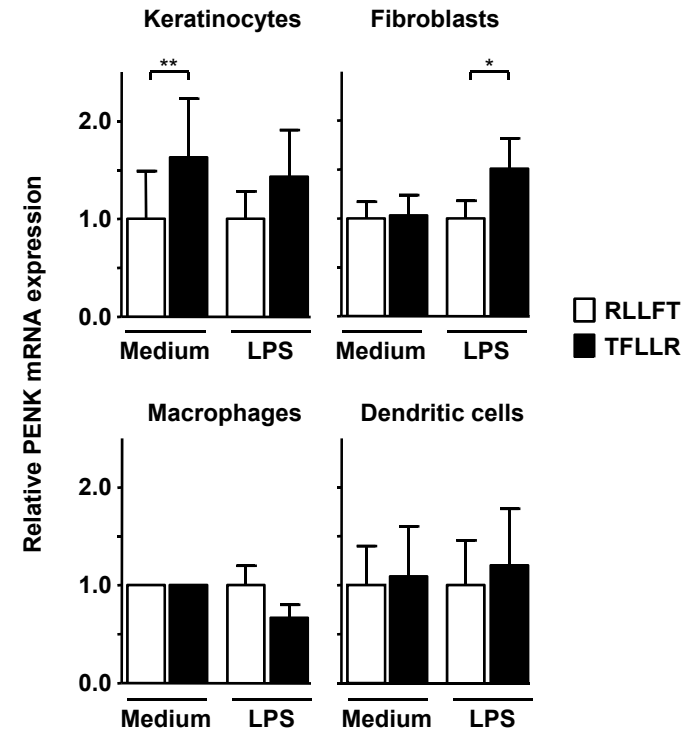 Keratinocytes Fibroblasts
** *
2.0
1.0
0.0
Medium LPS Medium LPS
Relative PENK mRNA expression
RLLFT
TFLLR
Macrophages Dendritic cells
2.0
1.0
0.0
Medium LPS Medium LPS